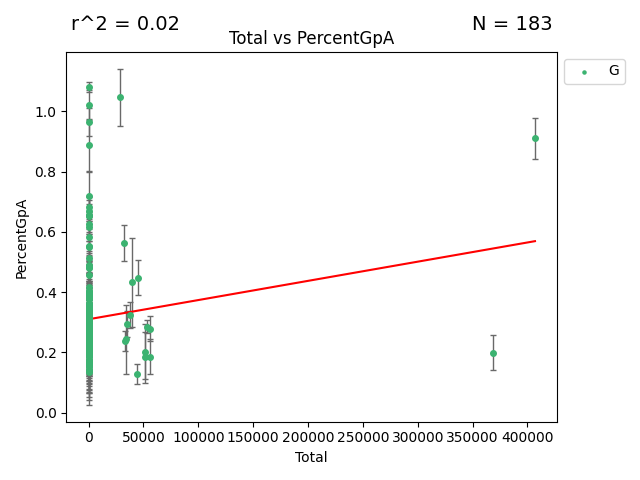 r^2 = 0.02
N = 183
Total vs PercentGpA
G
PercentGpA
1.0
0.8
0.6
0.4
0.2
0.0
0
50000
100000
150000
200000
250000
300000
350000
400000
Total